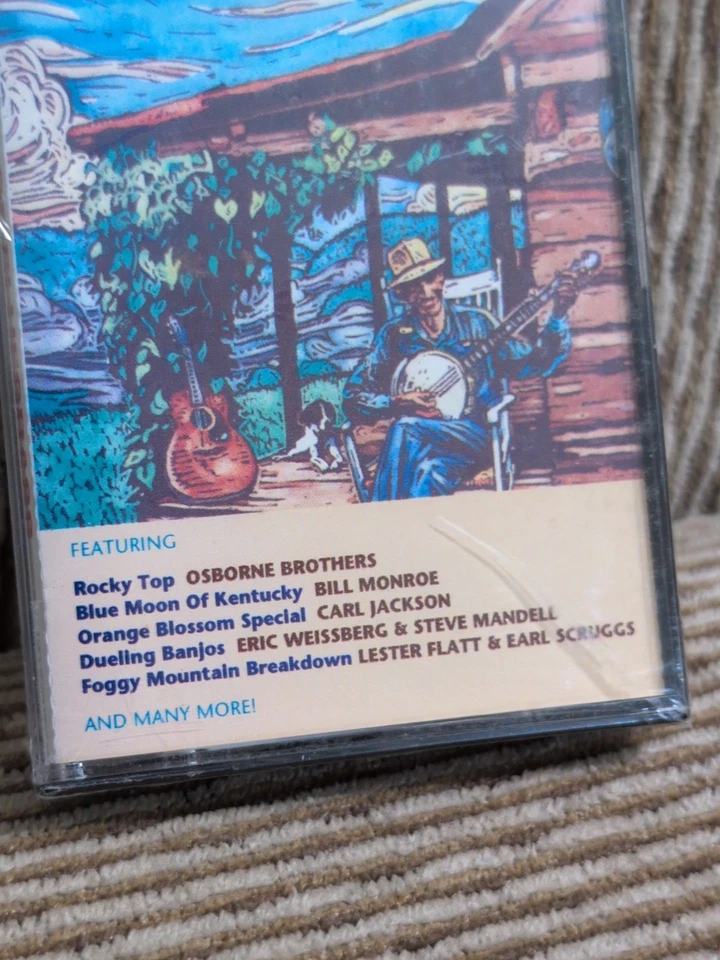 FEATURING
Rocky Top OSBORNE BROTHERS
Blue Moon Of Kentucky BILL MONROE
Orange Blossom Special CARL JACKSON
Dueling Banjos ERIC WEISSBERG & STEVE MANDELL
Foggy Mountain Breakdown LESTER FLATT & EARL SCRUGGS
AND MANY MORE!